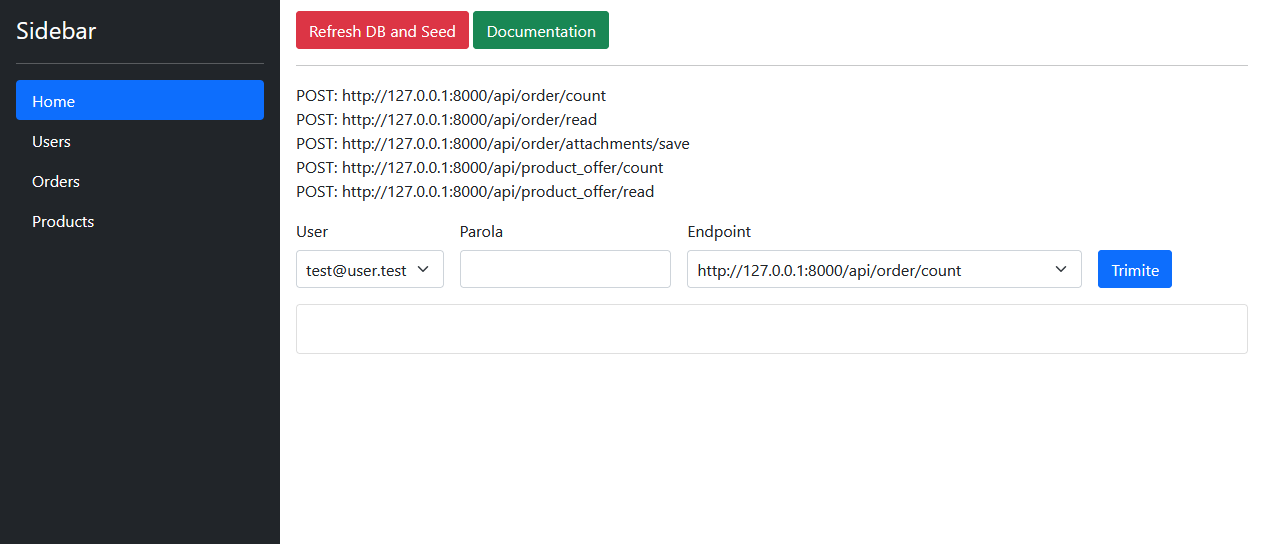 Sidebar
Home
Users
Orders
Products
Refresh DB and Seed
Documentation
POST: http://127.0.0.1:8000/api/order/count
POST: http://127.0.0.1:8000/api/order/read
POST: http://127.0.0.1:8000/api/order/attachments/save
POST: http://127.0.0.1:8000/api/product_offer/count
POST: http://127.0.0.1:8000/api/product_offer/read
User
Parola
Endpoint
test@user.test
http://127.0.0.1:8000/api/order/count
Trimite